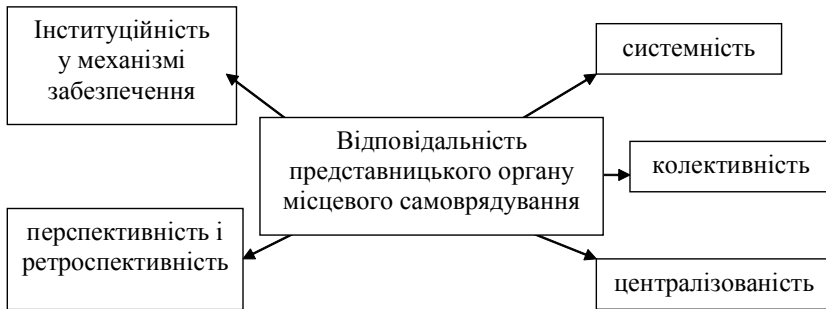 Інституційність
у механізмі
забезпечення
системність
Відповідальність
представницького органу
місцевого самоврядування
колективність
перспективність і
ретроспективність
централізованість